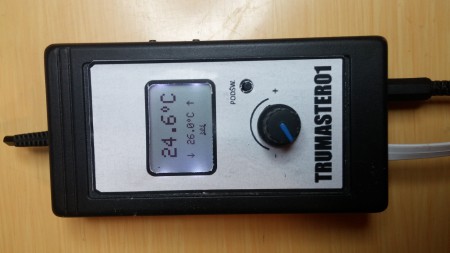 24.6°C
↓ 26.0°C ↑
PODŚW.
+
-
TRUMASTER01